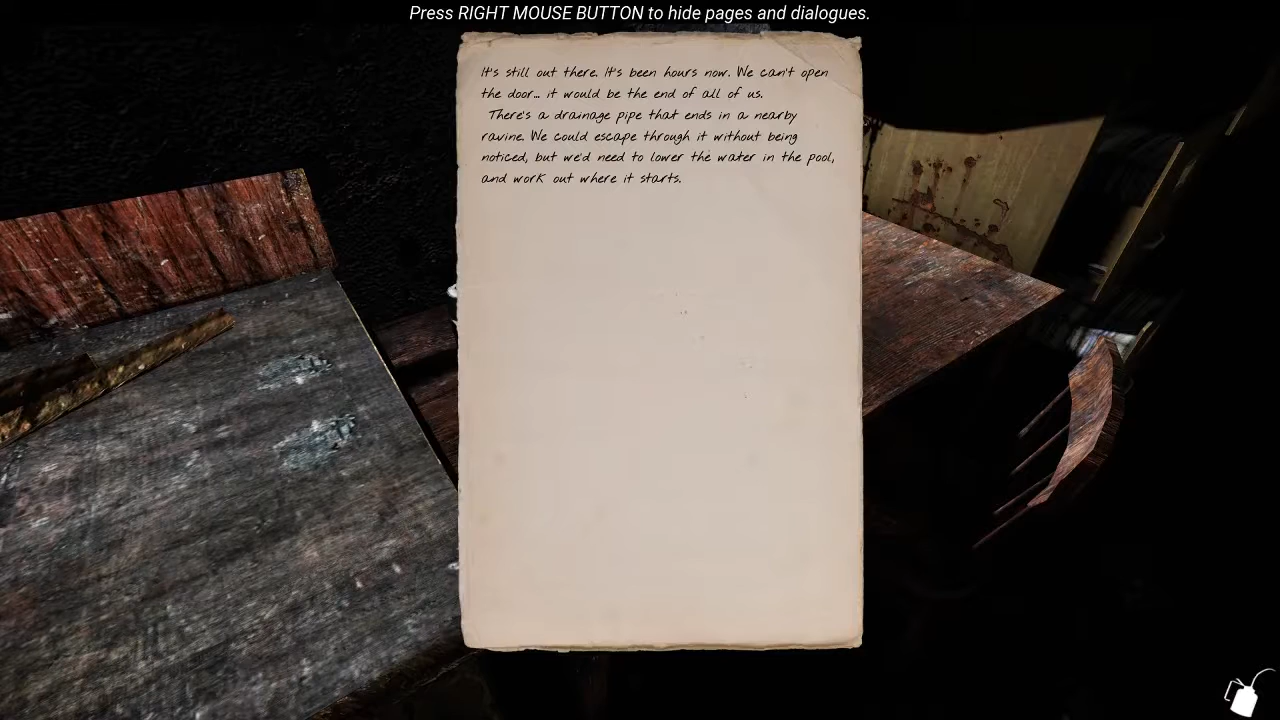 Press RIGHT MOUSE BUTTON to hide pages and dialogues.
It's still out there. It's been hours now. We can't open
the door... it would be the end of all of us.
There's a drainage pipe that ends in a nearby
ravine. We could escape through it without being
noticed, but we'd need to lower the water in the pool,
and work out where it starts.